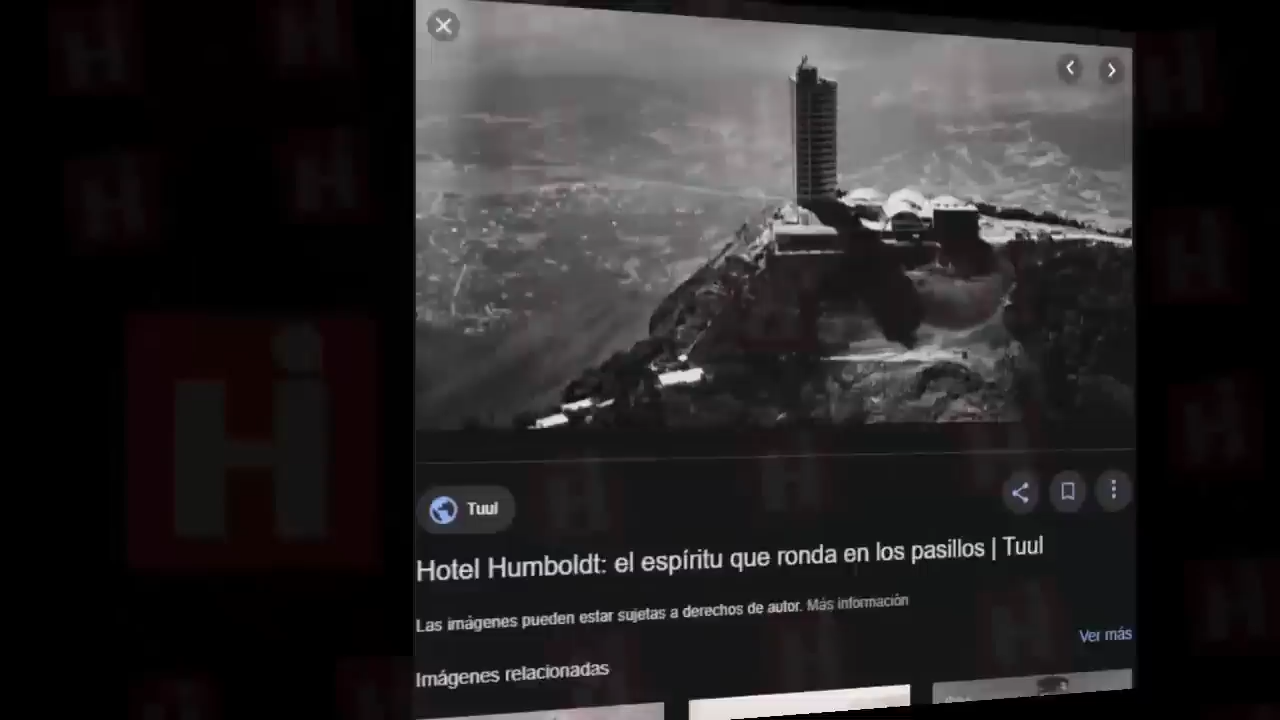 Tuul
Hotel Humboldt: el espíritu que ronda en los pasillos | Tuul
Las imágenes pueden estar sujetas a derechos de autor. Más información
Ver más
Imágenes relacionadas